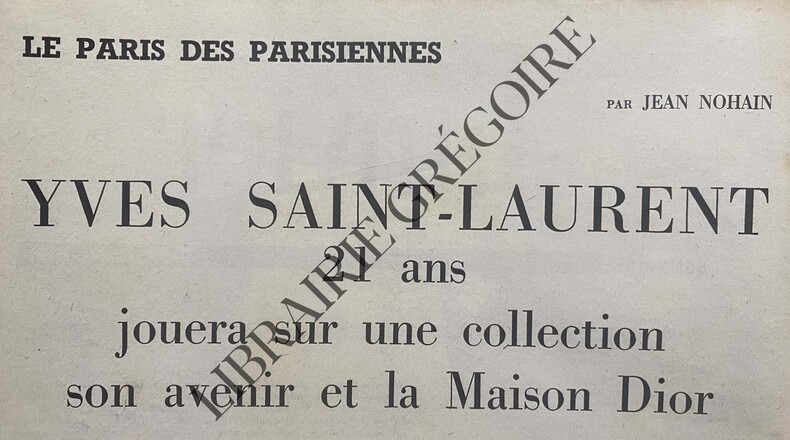 LE PARIS DES PARISIENNES
PAR JEAN NOHAIN
YVES SAINT-LAURENT
21 ans
jouera sur une collection
son avenir et la Maison Dior
LIBRAIRIE GRÉGOIRE